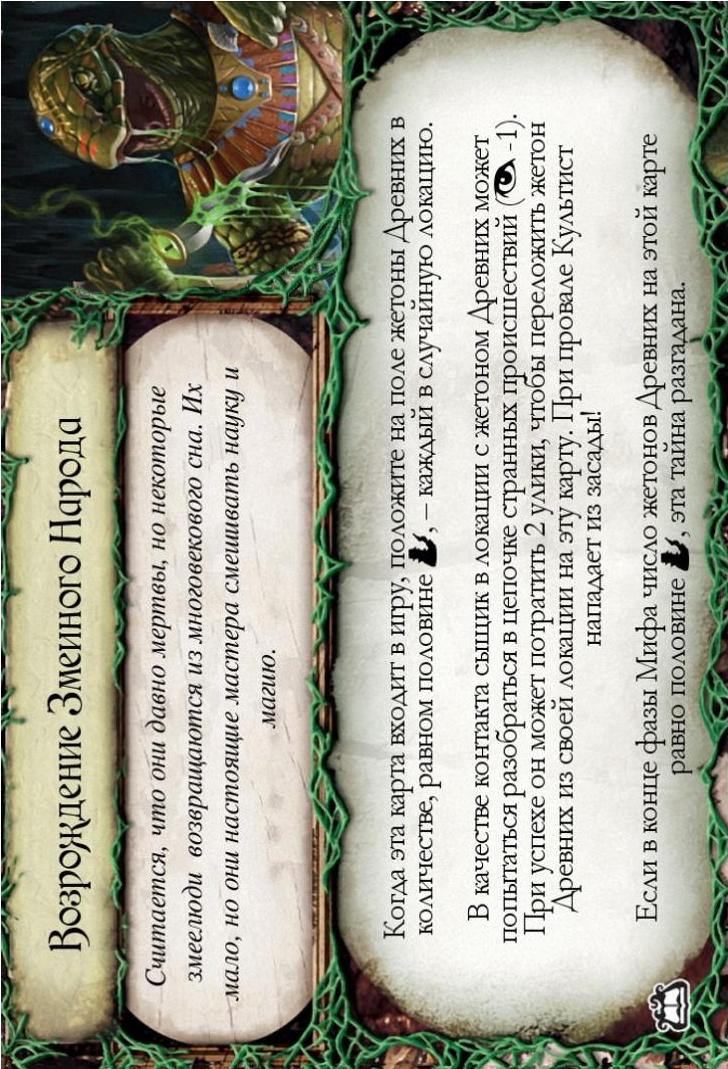 Возрождение Змеиного Народа
Считается, что они давно мертвы, но некоторые
змеелюди возвращаются из многовекового сна. Их
мало, но они настоящие мастера смешивать науку и
магию.
Когда эта карта входит в игру, положите на поле жетоны Древних в
количестве, равном половине , – каждый в случайную локацию.
В качестве контакта сыщик в локации с жетоном Древних может
попытаться разобраться в цепочке странных происшествий ( -1).
При успехе он может потратить 2 улики, чтобы переложить жетон
Древних из своей локации на эту карту. При провале Культист
нападает из засады!
Если в конце фазы Мифа число жетонов Древних на этой карте
равно половине , эта тайна разгадана.